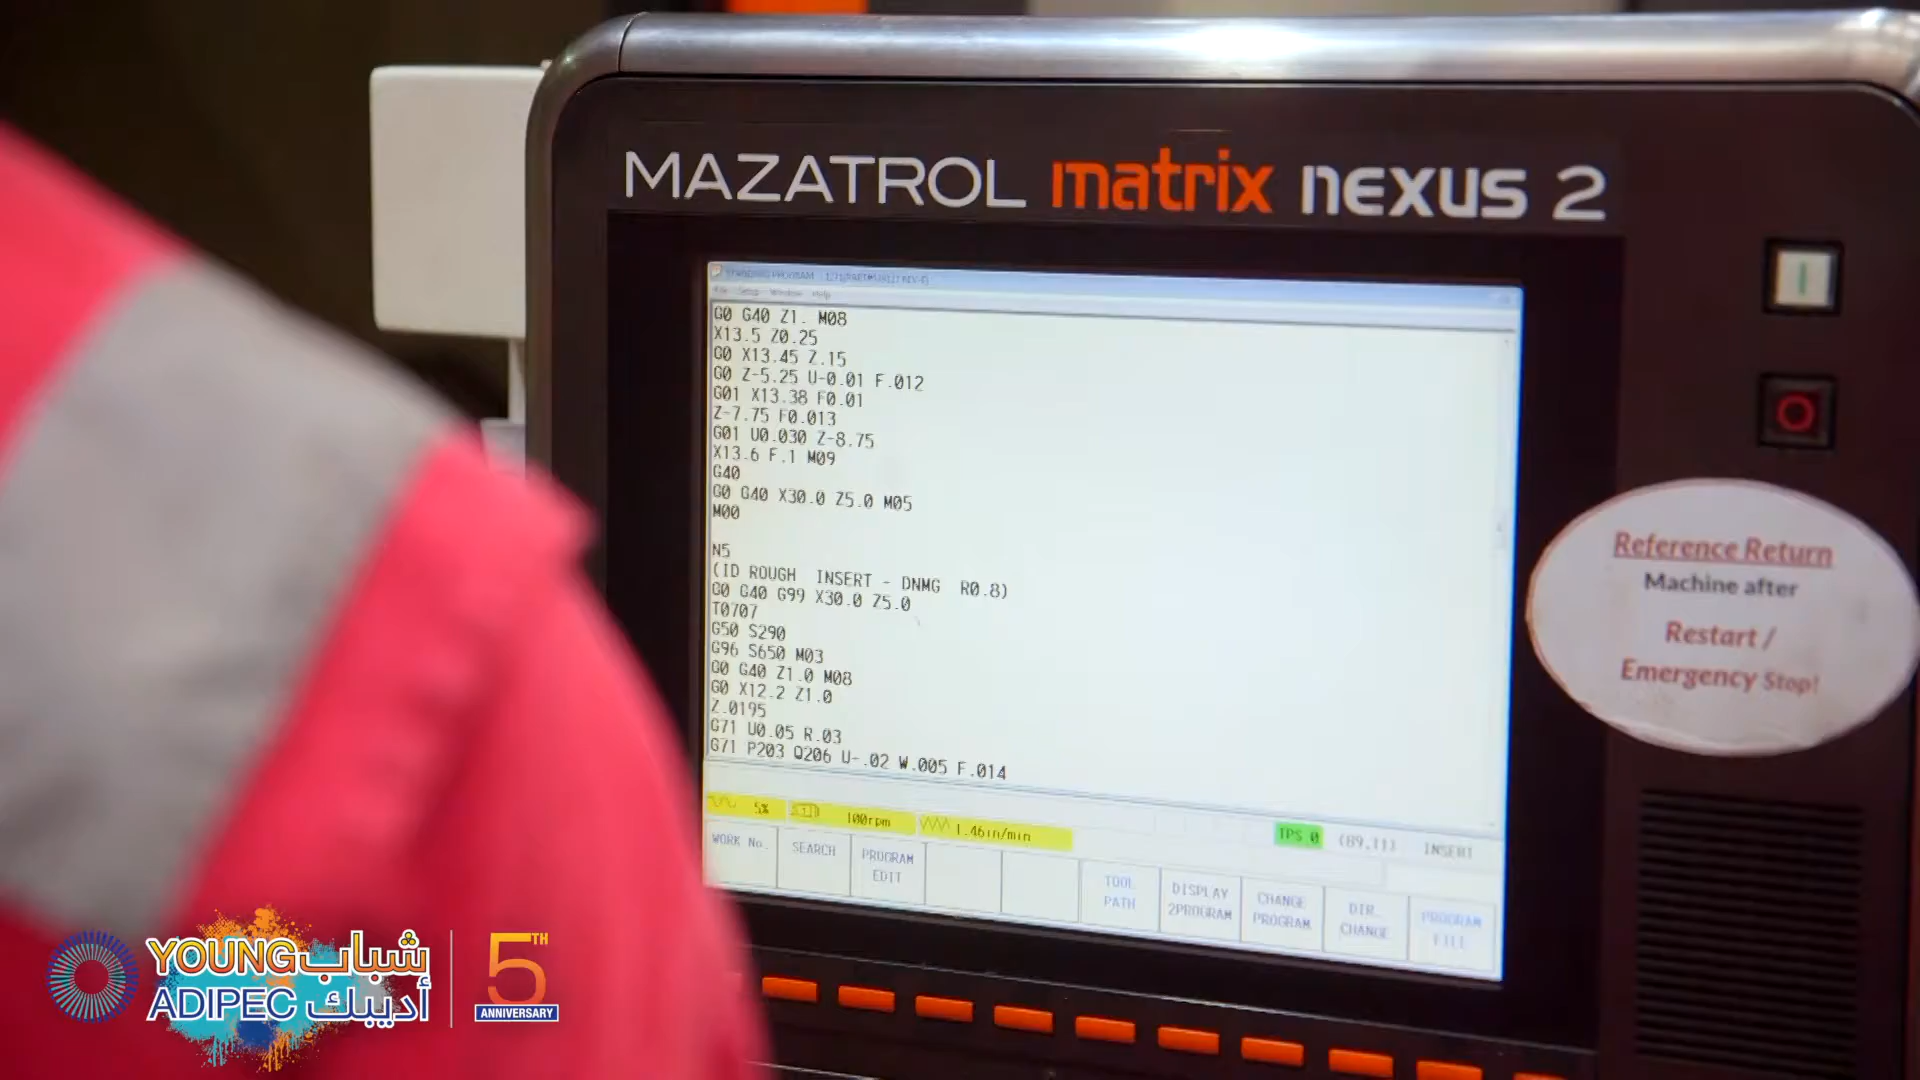 MAZATROL matrix nexus 2
File Setup Window Help
G0 G40 Z1. M08
X13.5 Z0.25
G0 X13.45 Z.15
G0 Z-5.25 U-0.01 F.012
G01 X13.38 F0.01
Z-7.75 F0.013
G01 U0.030 Z-8.75
X13.6 F.1 M09
G40
G0 G40 X30.0 Z5.0 M05
M00
N5
(ID ROUGH INSERT - DNMG R0.8)
G0 G40 G99 X30.0 Z5.0
T0707
G50 S290
G96 S650 M03
G0 G40 Z1.0 M08
G0 X12.2 Z1.0
Z.0195
G71 U0.05 R.03
G71 P203 Q206 U-.02 W.005 F.014
5% 100rpm 1.46in/min TPS 0 (89,11) INSERT
WORK No. SEARCH PROGRAM EDIT TOOL PATH DISPLAY 2PROGRAM CHANGE PROGRAM DIR. CHANGE PROGRAM FILE
Reference Return
Machine after
Restart /
Emergency Stop!
YOUNG شباب
ADIPEC أديبك
5TH
ANNIVERSARY